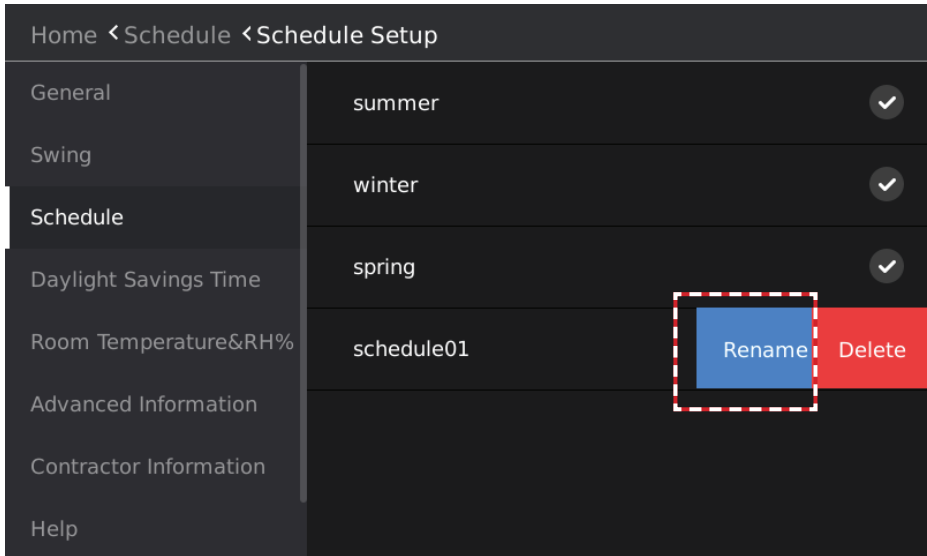 Home < Schedule < Schedule Setup
General
Swing
Schedule
Daylight Savings Time
Room Temperature&RH%
Advanced Information
Contractor Information
Help
summer
winter
spring
schedule01 Rename Delete